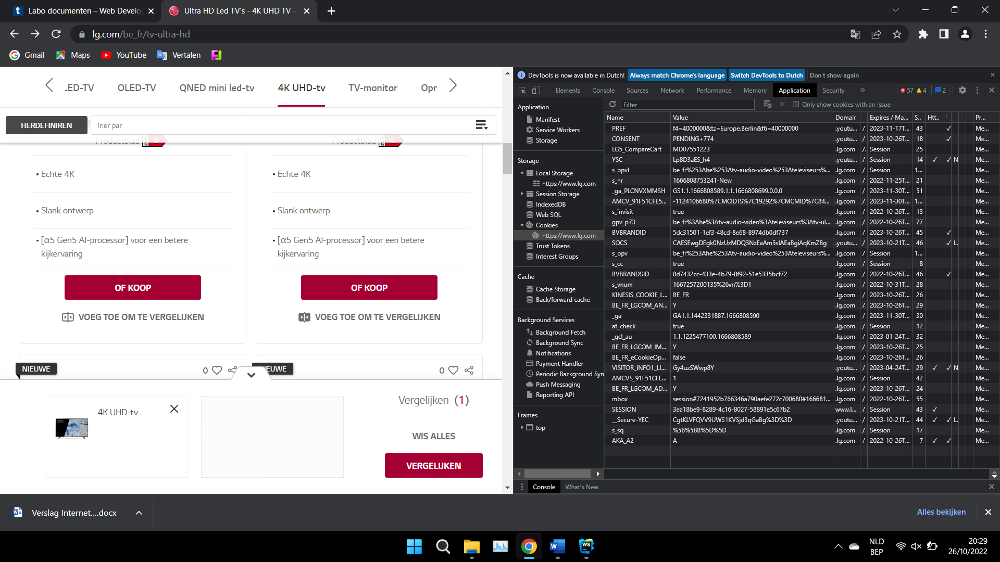 Labo documenten – Web Develo
Ultra HD Led TV's - 4K UHD TV -
lg.com/be_fr/tv-ultra-hd
Gmail
Maps
YouTube
Vertalen
.ED-TV
OLED-TV
QNED mini led-tv
4K UHD-tv
TV-monitor
Opr
HERDEFINIREN
Trier par
Productblad
Productblad
• Echte 4K
• Echte 4K
• Slank ontwerp
• Slank ontwerp
• [α5 Gen5 AI-processor] voor een betere
kijkervaring
• [α5 Gen5 AI-processor] voor een betere
kijkervaring
OF KOOP
OF KOOP
VOEG TOE OM TE VERGELIJKEN
VOEG TOE OM TE VERGELIJKEN
NIEUWE
0
EUWE
0
4K UHD-tv
Vergelijken (1)
WIS ALLES
VERGELIJKEN
DevTools is now available in Dutch!
Always match Chrome's language
Switch DevTools to Dutch
Don't show again
Elements
Console
Sources
Network
Performance
Memory
Application
Security
57
4
2
Application
Manifest
Service Workers
Storage
Storage
Local Storage
https://www.lg.com
Session Storage
IndexedDB
Web SQL
Cookies
https://www.lg.com
Trust Tokens
Interest Groups
Cache
Cache Storage
Back/forward cache
Background Services
Background Fetch
Background Sync
Notifications
Payment Handler
Periodic Background Syn
Push Messaging
Reporting API
Frames
top
Filter
Only show cookies with an issue
Name Value Domair Expires / Ma... S.. Htt.. Pr...
PREF f4=4000000&tz=Europe.Berlin&f6=40000000 .youtu... / 2023-11-17T... 43 ✓ Me...
CONSENT PENDING+774 .youtu... / 2023-10-26T... 18 ✓ Me...
LG5_CompareCart MD07551223 .lg.com /.. Session 25 Me...
YSC Lp8D3aES_h4 .youtu... / Session 14 ✓ ✓ N Me...
s_ppvl be_fr%253Ahe%253Atv-audio-video%253Ateleviseurs%... .lg.com / Session 1... Me...
s_nr 1666808753241-New .lg.com / 2022-11-25T... 21 Me...
_ga_PLCNVXMMSH GS1.1.1666808589.1.1.1666808699.0.0.0 .lg.com / 2023-11-30T... 51 Me...
AMCV_91F51CFE5... -1124106680%7CMCIDTS%7C19292%7CMCMID%7C84... .lg.com / 2023-11-30T... 1... Me...
s_invisit true .lg.com / 2022-10-26T... 13 Me...
gpv_p73 be_fr%3Ahe%3Atv-audio-video%3Ateleviseurs%3Atv-ul... .lg.com / 2022-10-26T... 77 Me...
BVBRANDID 5dc31501-1ef3-48cd-8e68-8974db0df737 .lg.com / 2023-10-26T... 45 ✓ Me...
SOCS CAESEwgDEgk0NzUzMDQ3NzEaAm5sIAEaBgiAqKmZBg .youtu... / 2023-10-21T... 46 ✓ L Me...
s_ppv be_fr%253Ahe%253Atv-audio-video%253Ateleviseurs%... .lg.com / Session 1... Me...
s_cc true .lg.com / Session 8 Me...
BVBRANDSID 8d7432cc-433e-4b79-8f92-51e5335bcf72 .lg.com / 2022-10-26T... 46 ✓ Me...
s_vnum 1667257200135%26vn%3D1 .lg.com / 2022-10-31T... 28 Me...
KINESIS_COOKIE_L... BE_FR .lg.com / 2023-10-26T... 26 Me...
BE_FR_LGCOM_AN... Y .lg.com / 2023-10-26T... 29 Me...
_ga GA1.1.1442331887.1666808590 .lg.com / 2023-11-30T... 30 Me...
at_check true .lg.com / Session 12 Me...
_gcl_au 1.1.1225477100.1666808589 .lg.com / 2023-01-24T... 32 Me...
BE_FR_LGCOM_IM... Y .lg.com / 2023-10-26T... 25 Me...
BE_FR_eCookieOp... false .lg.com / 2023-10-26T... 26 Me...
VISITOR_INFO1_LI... Gy4uzSWwp8Y .youtu... / 2023-04-24T... 29 ✓ ✓ N Me...
AMCVS_91F51CFE... 1 .lg.com / Session 42 Me...
BE_FR_LGCOM_AD... Y .lg.com / 2023-10-26T... 24 Me...
mbox session#7241952b766346a790aefe272c700680#166681... .lg.com / 2022-10-26T... 55 Me...
SESSION 3ea18be9-8289-4c16-8027-58891e5c67b2 www.l... / Session 43 ✓ Me...
__Secure-YEC CgtKLVFQVV9UWS1KVSjd3qGaBg%3D%3D .youtu... / 2023-10-21T... 44 ✓ ✓ L Me...
s_sq %5B%5BB%5D%5D .lg.com / Session 17 Me...
AKA_A2 A .lg.com / 2022-10-26T... 7 ✓ ✓ Me...
Console
What's New
Verslag Internet....docx
Alles bekijken
NLD
BEP
20:29
26/10/2022